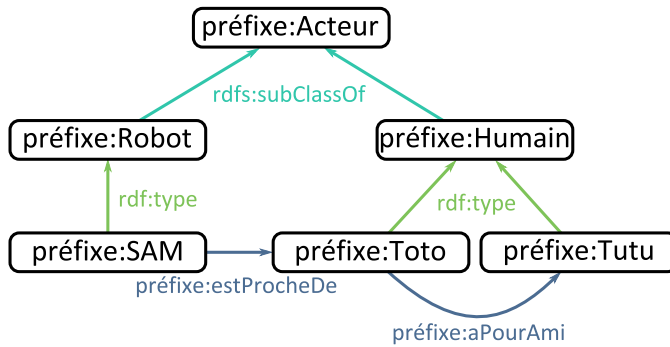 préfixe:Acteur
rdfs:subClassOf
préfixe:Robot
préfixe:Humain
rdf:type
rdf:type
préfixe:SAM
préfixe:Toto
préfixe:Tutu
préfixe:estProcheDe
préfixe:aPourAmi